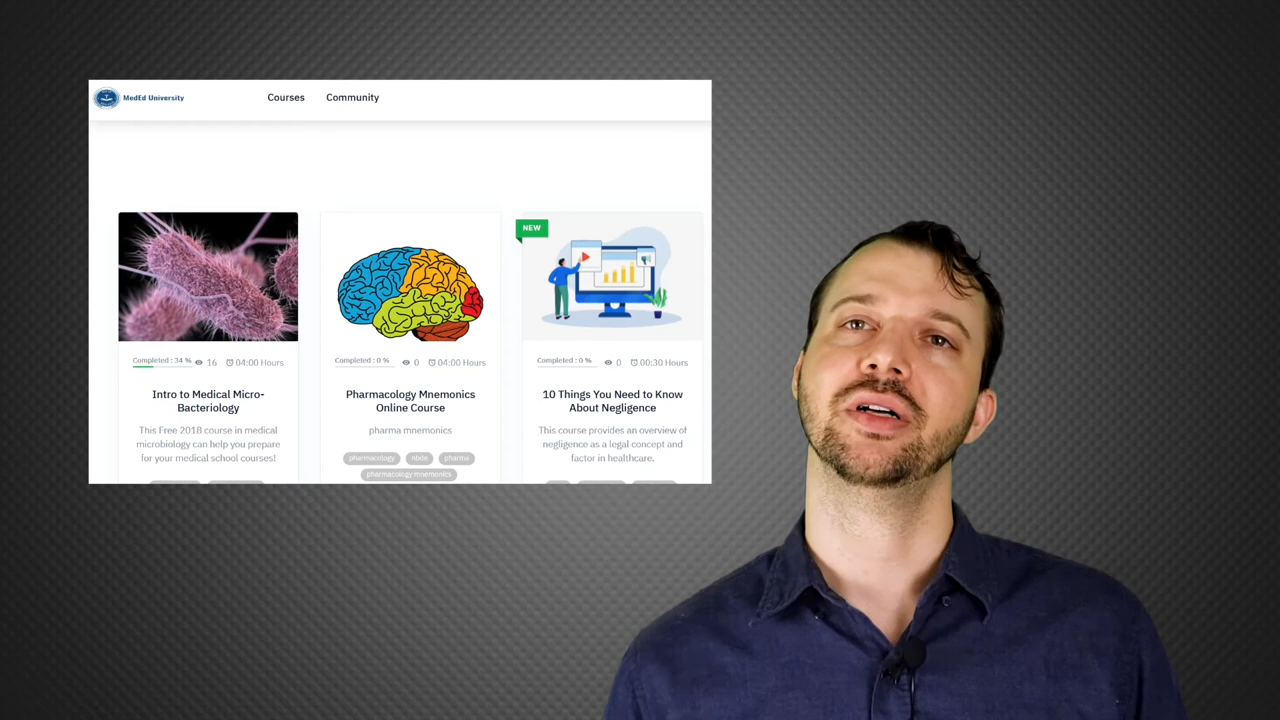 MedEd University
Courses
Community
NEW
Completed : 34 %
16
04:00 Hours
Completed : 0 %
0
04:00 Hours
Completed : 0 %
0
00:30 Hours
Intro to Medical Micro-
Bacteriology
This Free 2018 course in medical
microbiology can help you prepare
for your medical school courses!
Pharmacology Mnemonics
Online Course
pharma mnemonics
pharmacology
nbde
pharma
pharmacology mnemonics
10 Things You Need to Know
About Negligence
This course provides an overview of
negligence as a legal concept and
factor in healthcare.